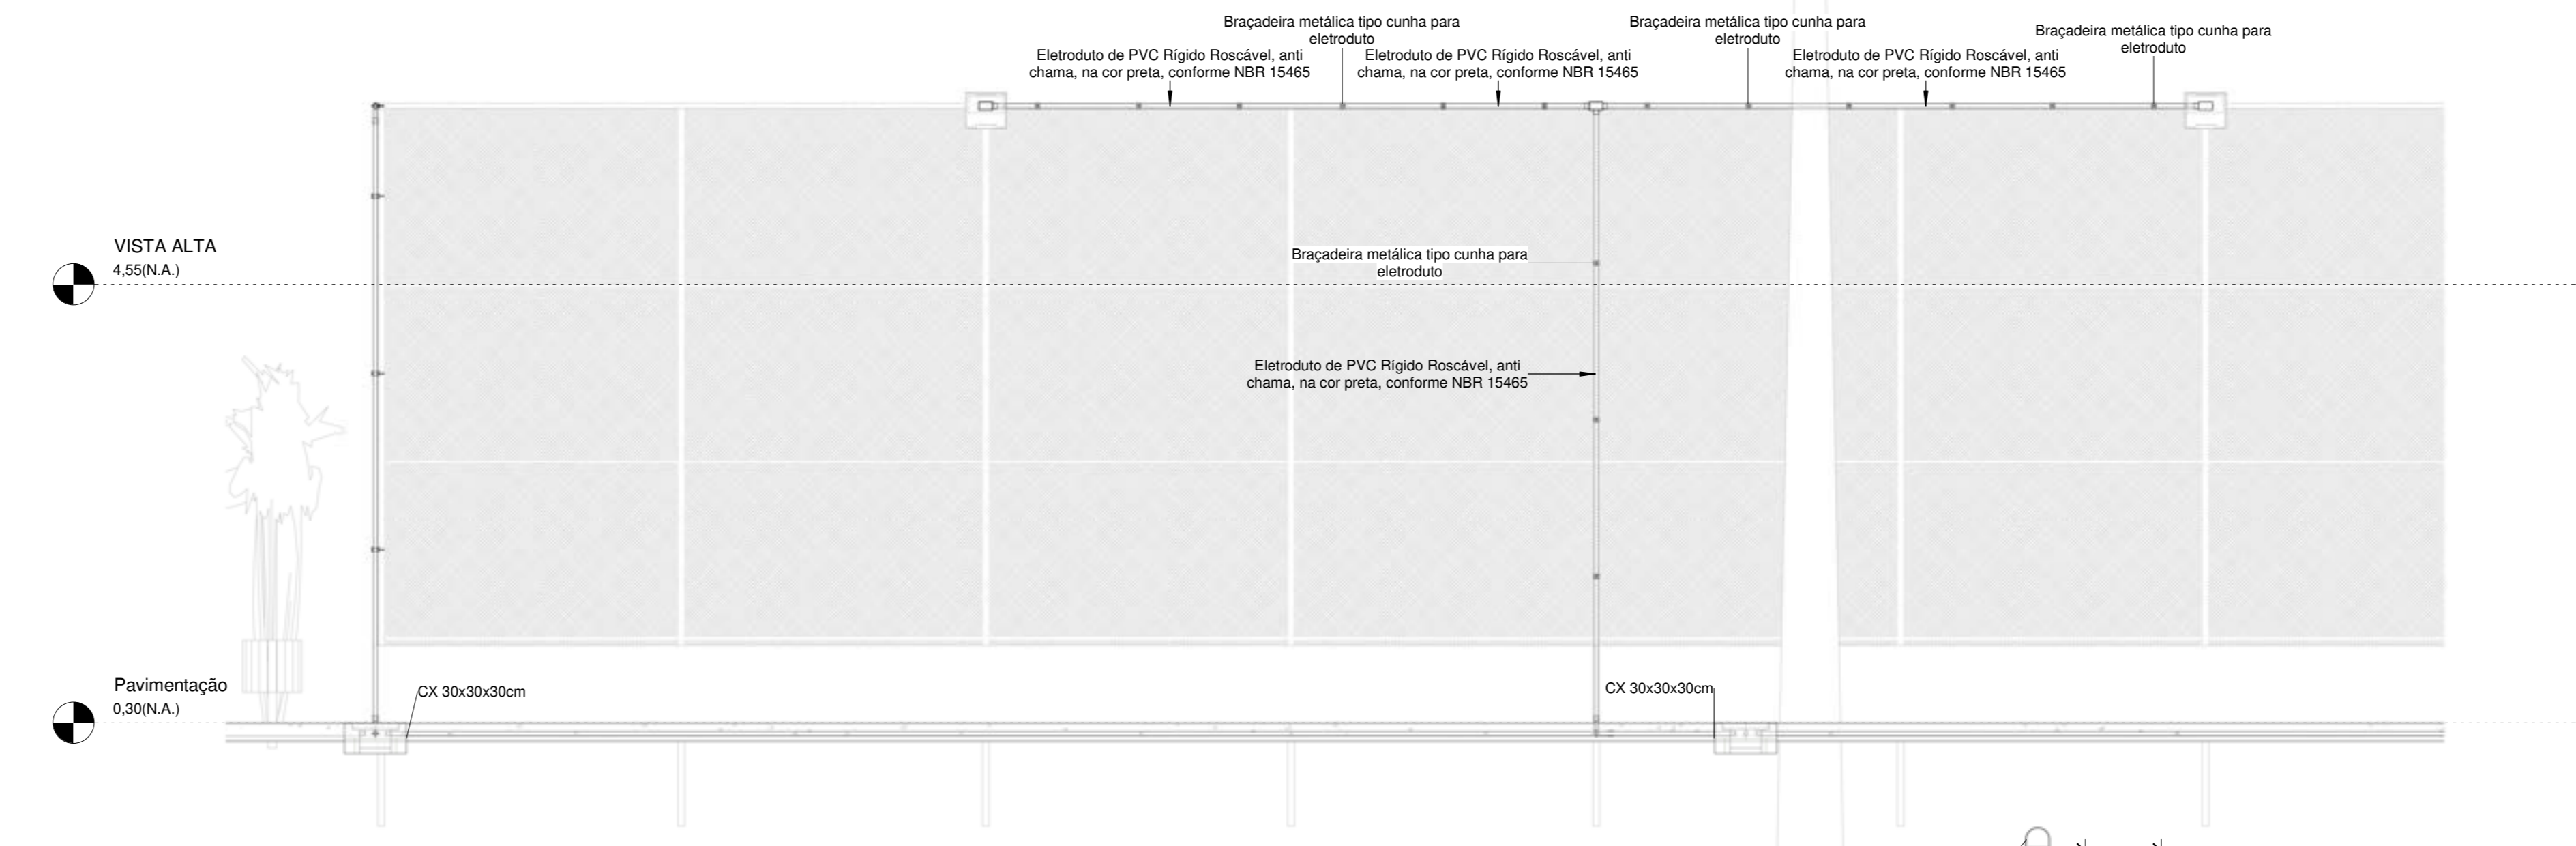 Braçadeira metálica tipo cunha para
eletroduto
Braçadeira metálica tipo cunha para
eletroduto
Braçadeira metálica tipo cunha para
eletroduto
Eletroduto de PVC Rígido Roscável, anti
chama, na cor preta, conforme NBR 15465
Eletroduto de PVC Rígido Roscável, anti
chama, na cor preta, conforme NBR 15465
Eletroduto de PVC Rígido Roscável, anti
chama, na cor preta, conforme NBR 15465
VISTA ALTA
4,55(N.A.)
Braçadeira metálica tipo cunha para
eletroduto
Eletroduto de PVC Rígido Roscável, anti
chama, na cor preta, conforme NBR 15465
Pavimentação
0,30(N.A.)
CX 30x30x30cm
CX 30x30x30cm